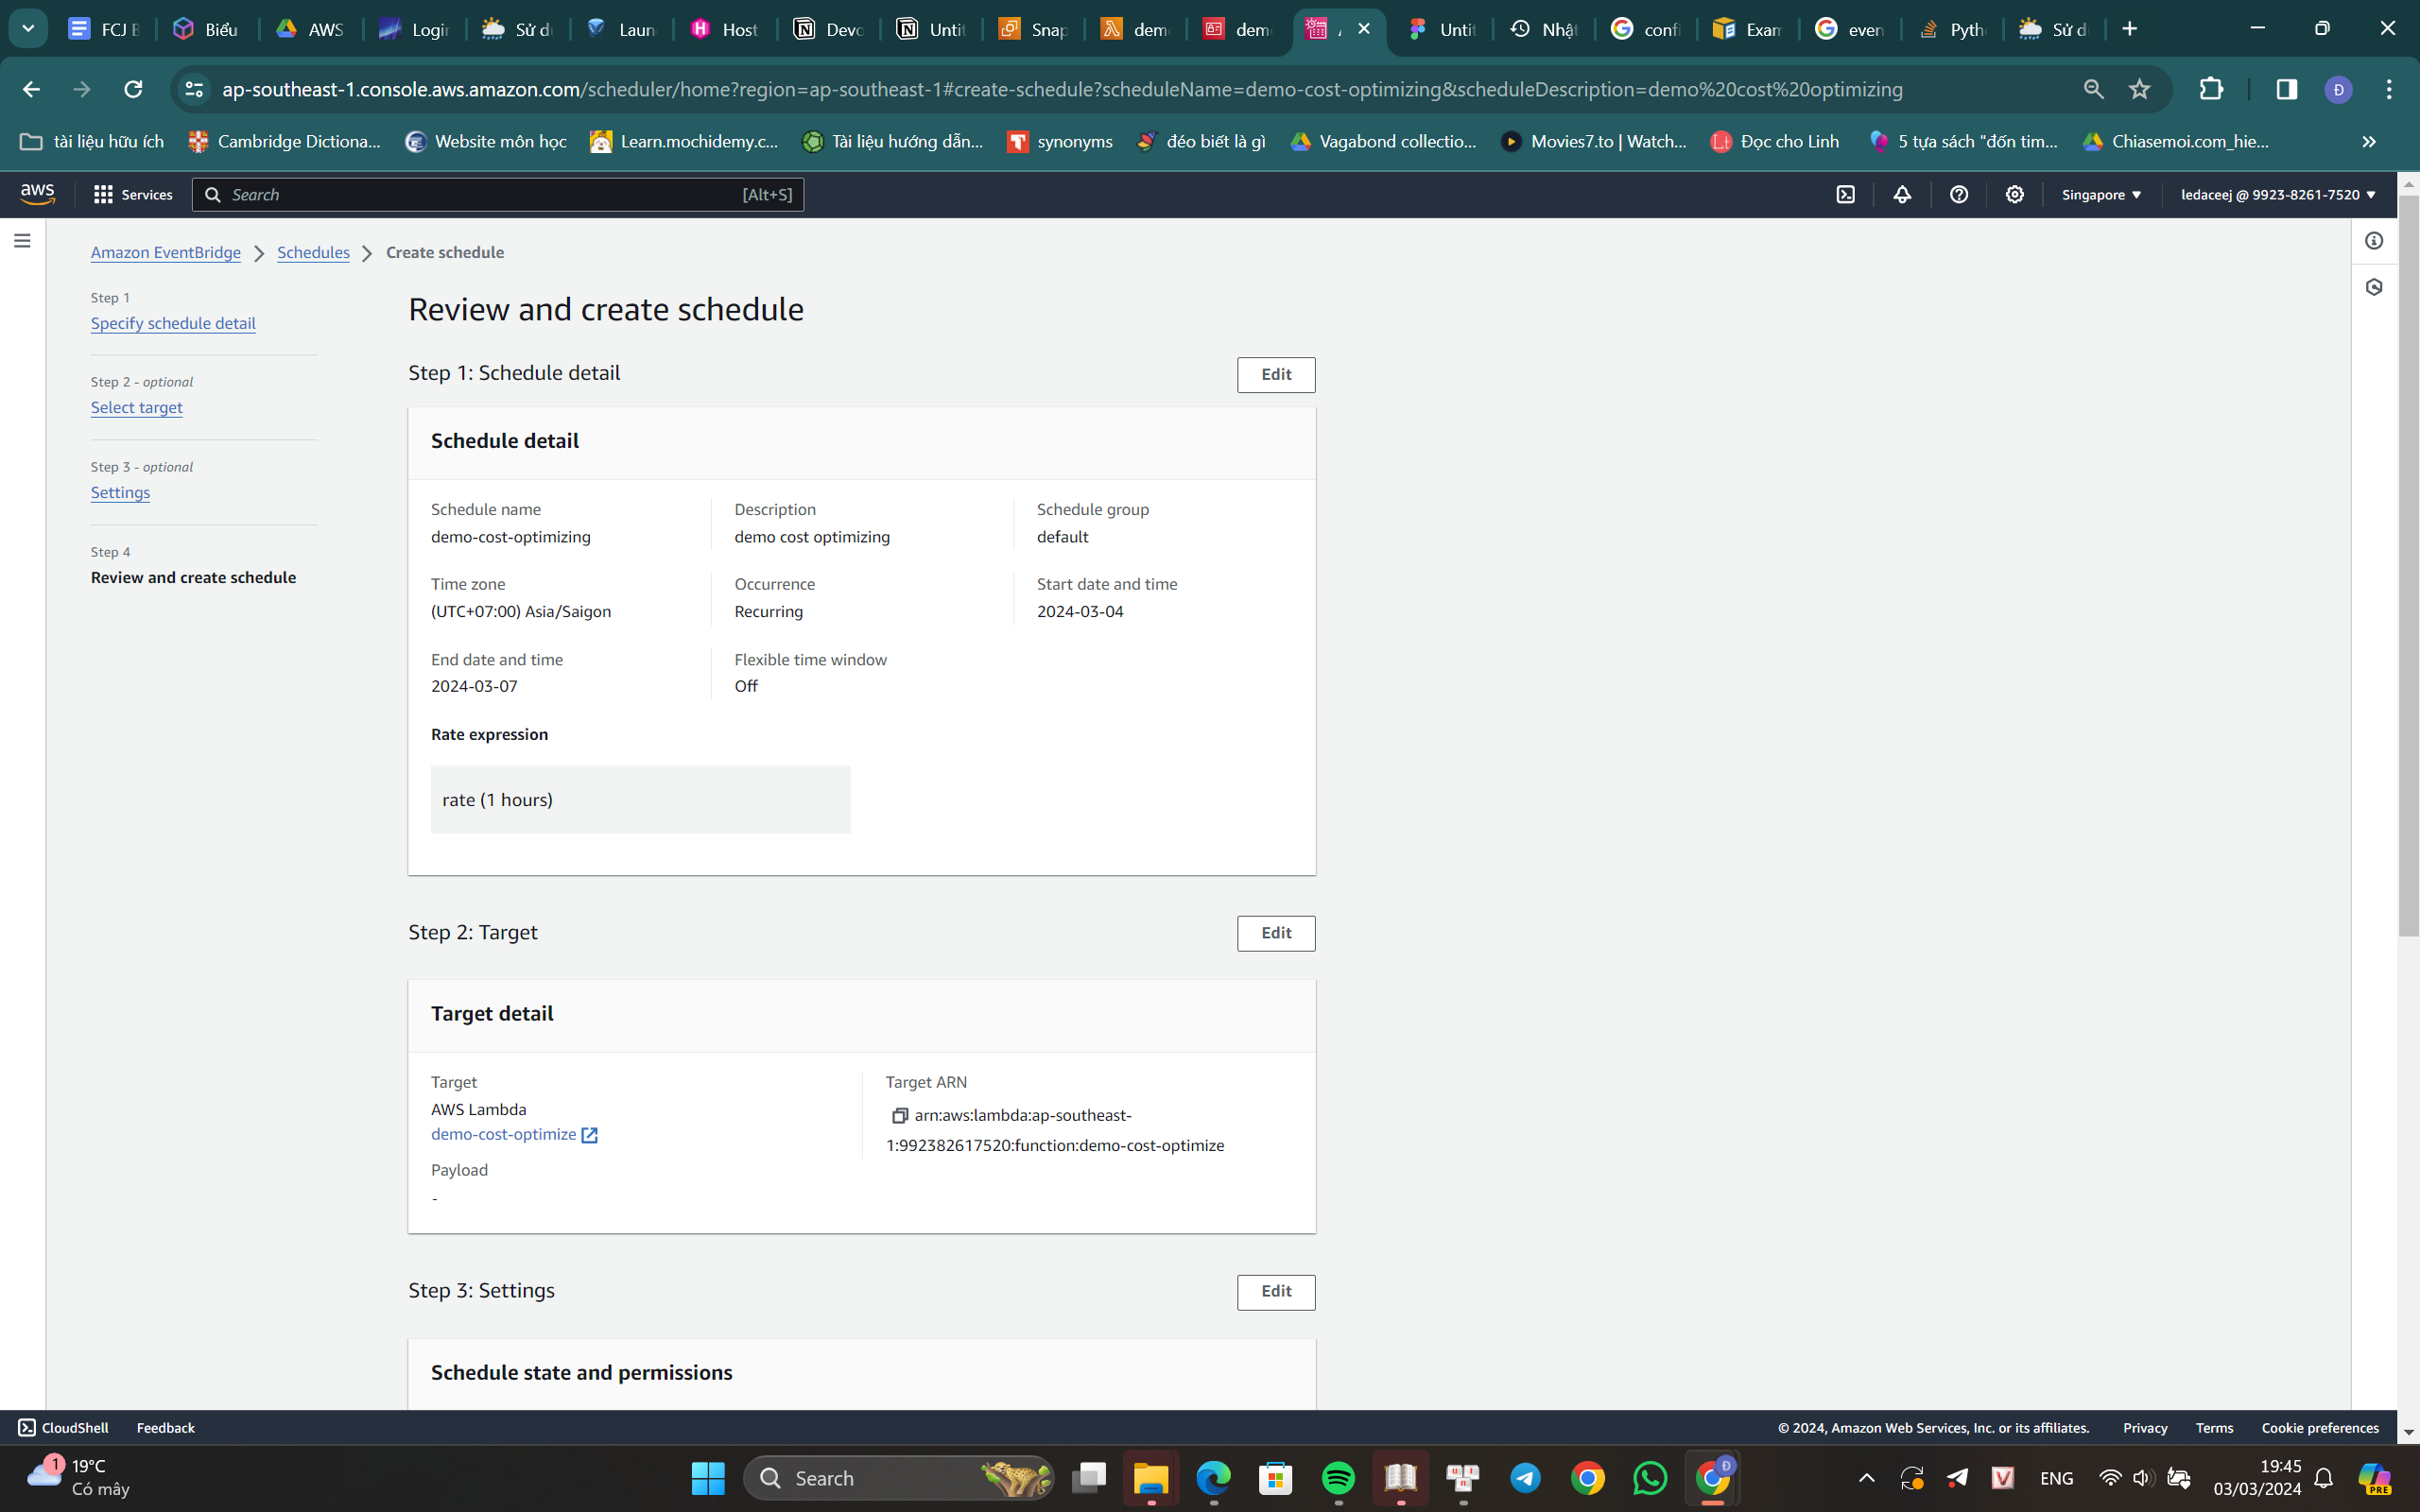 FCJ B
Biểu
AWS
Login
Sử dụ
Laun
Host
Devo
Untit
Snap
dem
dem
Untit
Nhật
confi
Exam
even
Pyth
Sử d
ap-southeast-1.console.aws.amazon.com/scheduler/home?region=ap-southeast-1#create-schedule?scheduleName=demo-cost-optimizing&scheduleDescription=demo%20cost%20optimizing
Đ
tài liệu hữu ích
Cambridge Dictiona...
Website môn học
Learn.mochidemy.c...
Tài liệu hướng dẫn...
synonyms
đéo biết là gì
Vagabond collectio...
Movies7.to | Watch...
Đọc cho Linh
5 tựa sách "đốn tim...
Chiasemoi.com_hie...
aws
Services
Search
[Alt+S]
Singapore
ledaceej @ 9923-8261-7520
Amazon EventBridge
Schedules
Create schedule
Step 1
Specify schedule detail
Step 2 - optional
Select target
Step 3 - optional
Settings
Step 4
Review and create schedule
Review and create schedule
Step 1: Schedule detail
Edit
Schedule detail
Schedule name
demo-cost-optimizing
Description
demo cost optimizing
Schedule group
default
Time zone
(UTC+07:00) Asia/Saigon
Occurrence
Recurring
Start date and time
2024-03-04
End date and time
2024-03-07
Flexible time window
Off
Rate expression
rate (1 hours)
Step 2: Target
Edit
Target detail
Target
AWS Lambda
demo-cost-optimize
Payload
-
Target ARN
arn:aws:lambda:ap-southeast-
1:992382617520:function:demo-cost-optimize
Step 3: Settings
Edit
Schedule state and permissions
CloudShell
Feedback
© 2024, Amazon Web Services, Inc. or its affiliates.
Privacy
Terms
Cookie preferences
1
19°C
Có mây
Search
Đ
ENG
19:45
03/03/2024
PRE